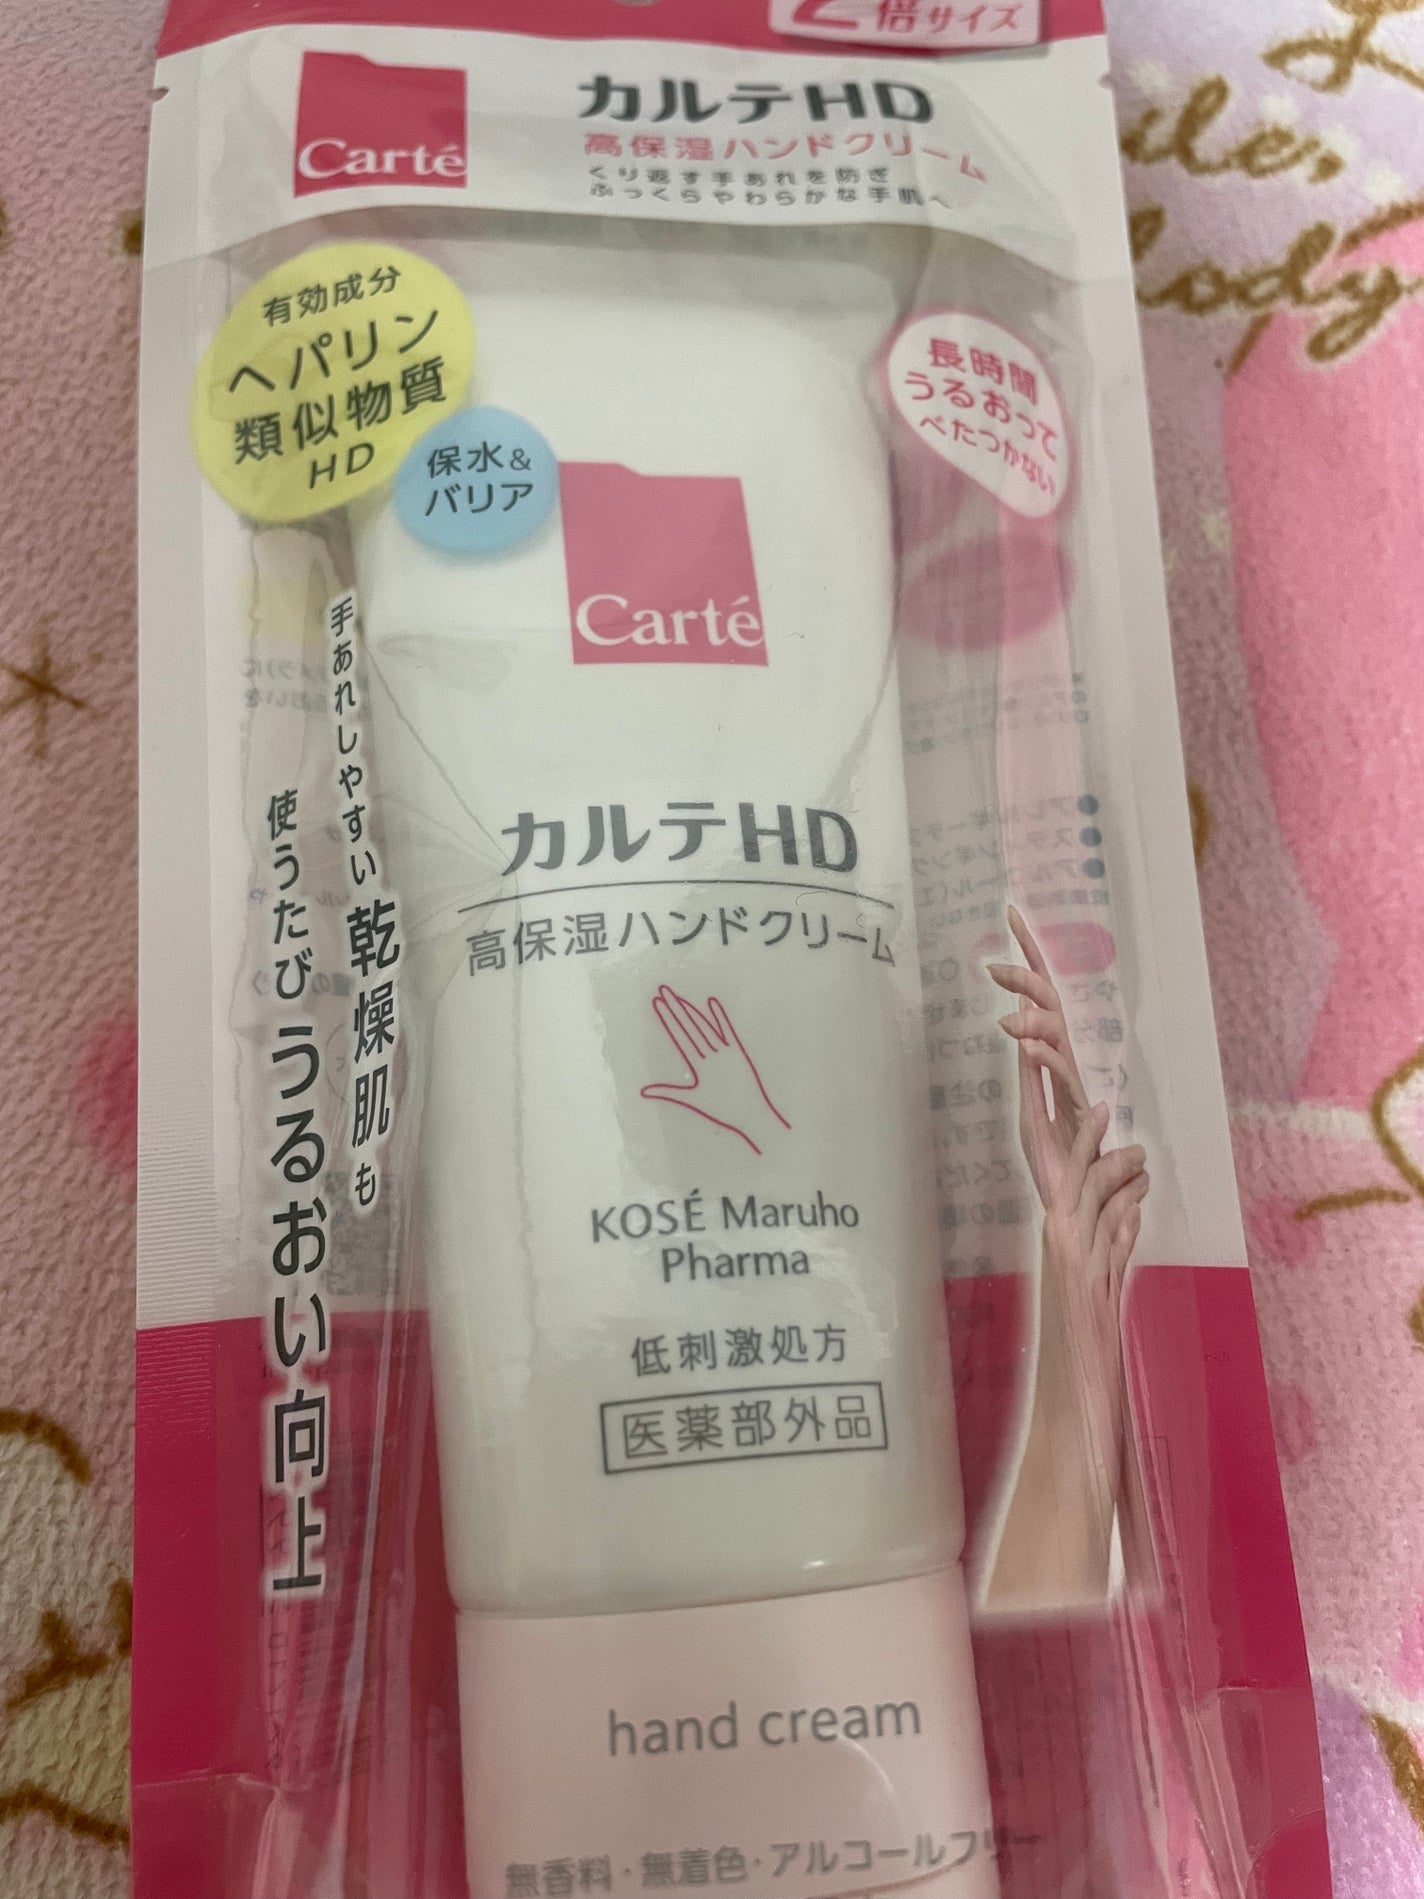 2倍サイズ
Carté
カルテHD
高保湿ハンドクリーム
くり返す手あれを防ぎ
ふっくらやわらかな手肌へ
有効成分
ヘパリン
類似物質
HD
保水&
バリア
長時間
うるおって
べたつかない
手あれしやすい乾燥肌も
使うたびうるおい向上
Carté
カルテHD
高保湿ハンドクリーム
KOSÉ Maruho
Pharma
低刺激処方
医薬部外品
hand cream
無香料・無着色・アルコールフリー